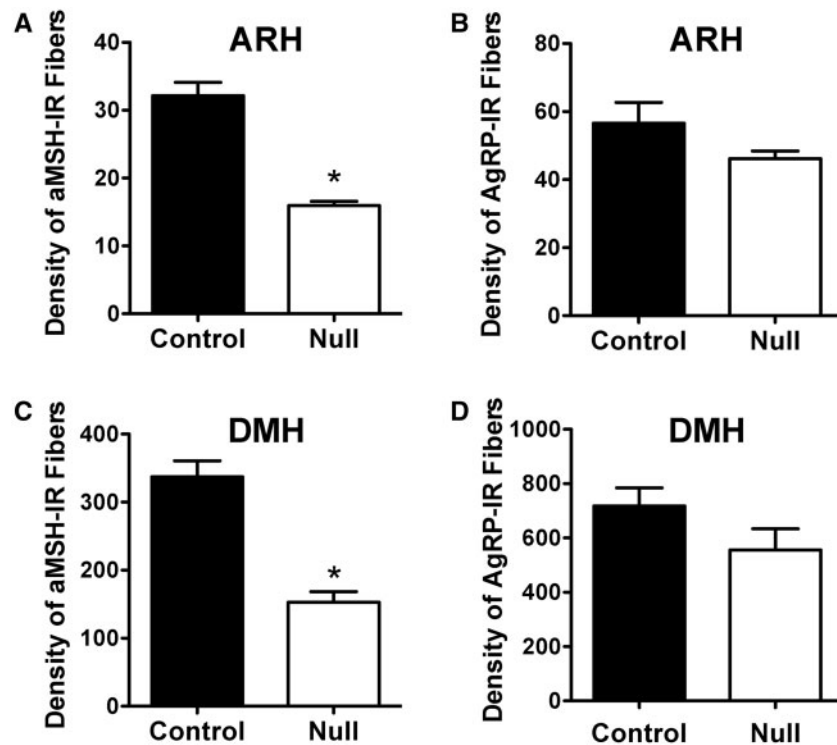 A
ARH
Density of aMSH-IR Fibers
40
30
20
10
0
*
Control
Null
B
ARH
Density of AgRP-IR Fibers
80
60
40
20
0
Control
Null
C
DMH
Density of aMSH-IR Fibers
400
300
200
100
0
*
Control
Null
D
DMH
Density of AgRP-IR Fibers
1000
800
600
400
200
0
Control
Null